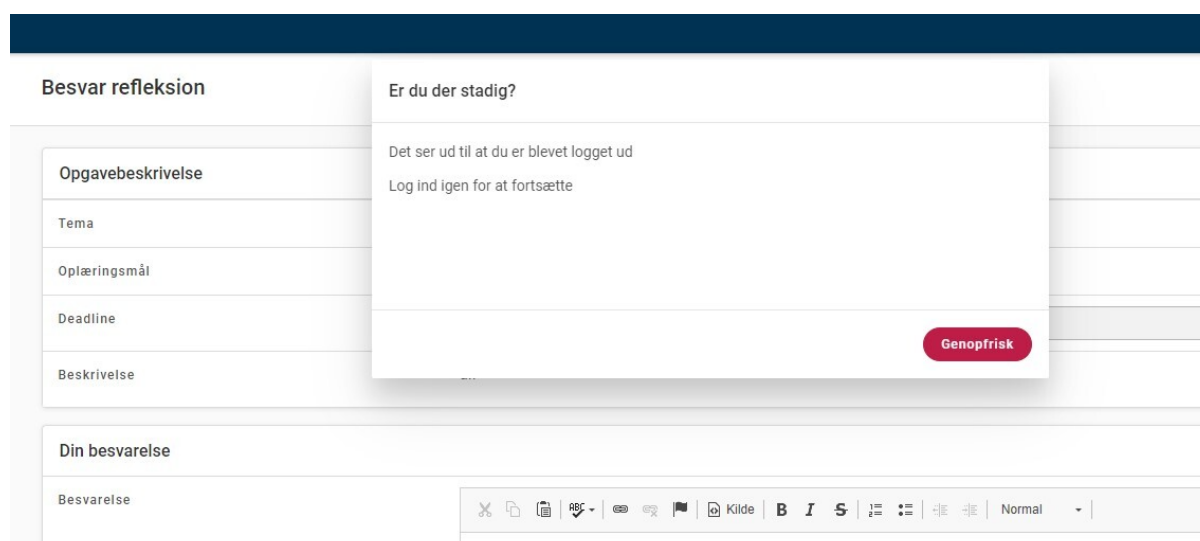 Besvar refleksion
Er du der stadig?
Det ser ud til at du er blevet logget ud
Log ind igen for at fortsætte
Genopfrisk
Opgavebeskrivelse
Tema
Oplæringsmål
Deadline
Beskrivelse
Din besvarelse
Besvarelse
ABC Kilde B I S Normal